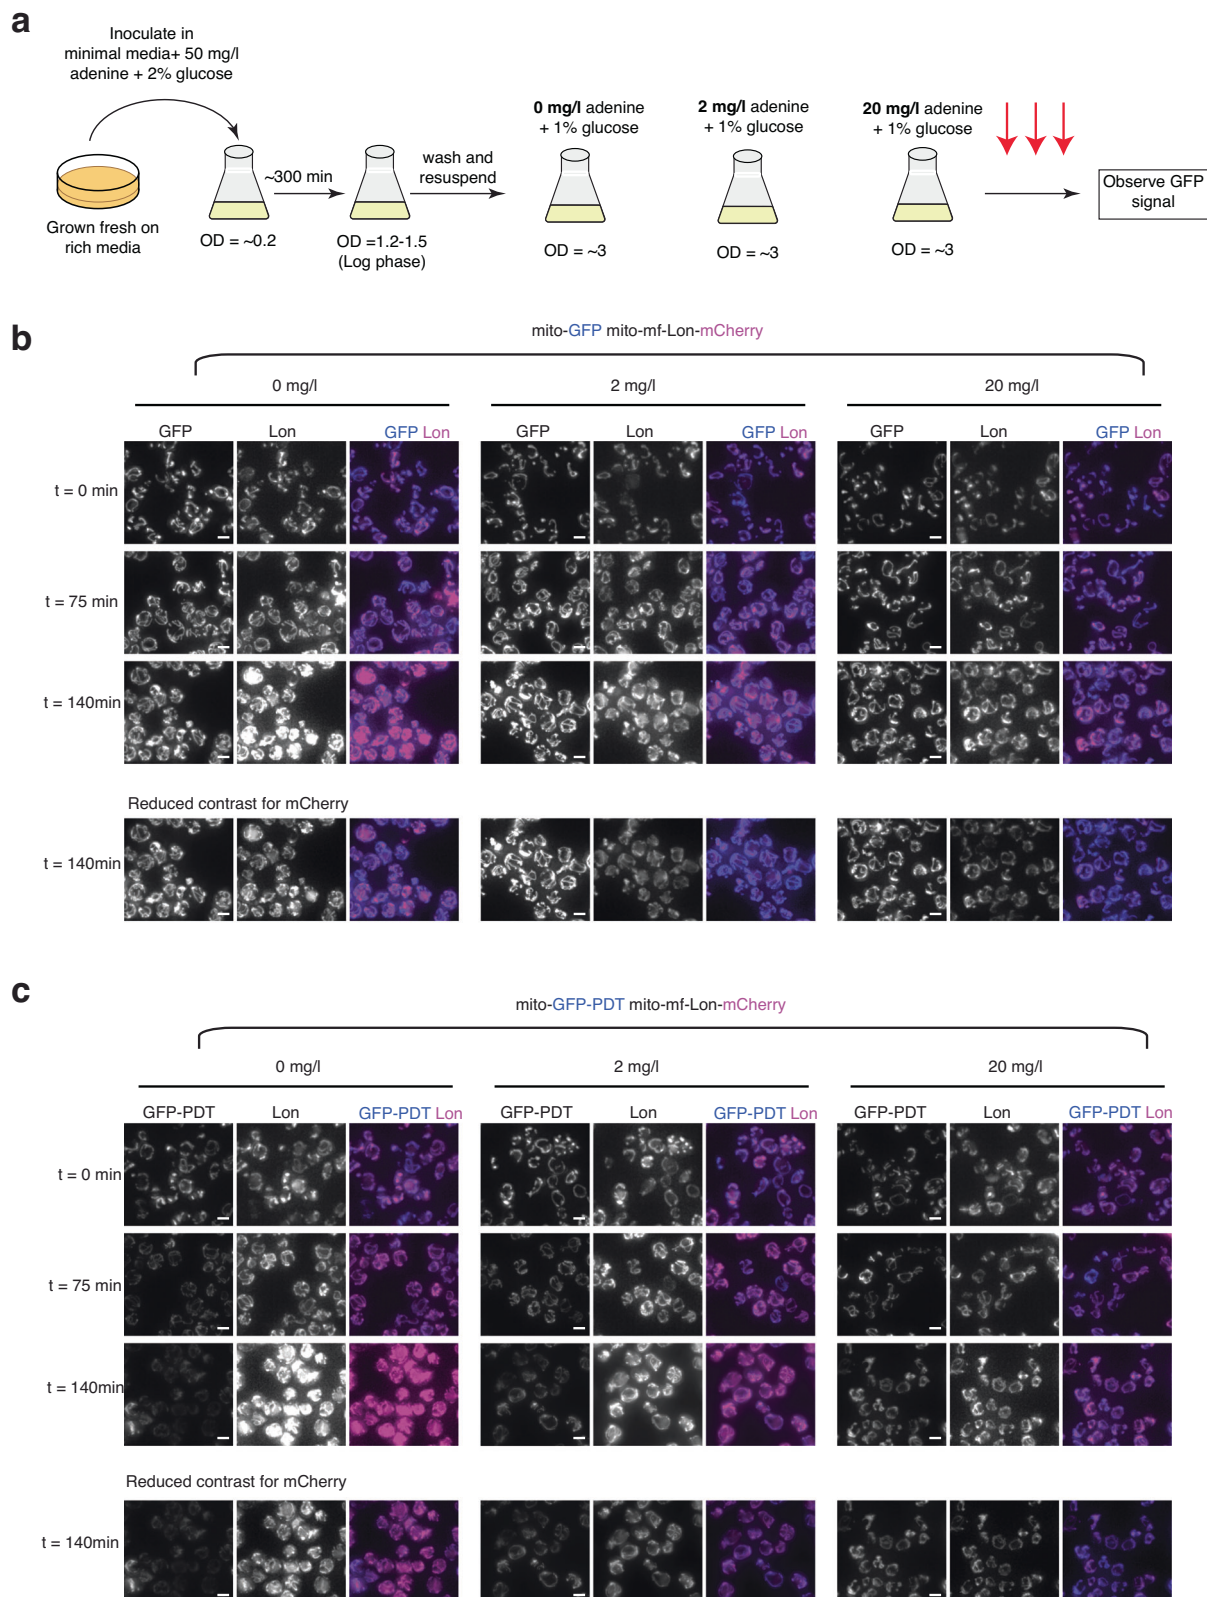 a
Inoculate in
minimal media+ 50 mg/l
adenine + 2% glucose
0 mg/l adenine
+ 1% glucose
2 mg/l adenine
+ 1% glucose
20 mg/l adenine
+ 1% glucose
~300 min
wash and
resuspend
Observe GFP
signal
Grown fresh on
rich media
OD = ~0.2
OD =1.2-1.5
(Log phase)
OD = ~3
OD = ~3
OD = ~3
b
mito-GFP mito-mf-Lon-mCherry
0 mg/l 2 mg/l 20 mg/l
GFP Lon GFP Lon GFP Lon GFP Lon GFP Lon GFP Lon
t = 0 min
t = 75 min
t = 140min
Reduced contrast for mCherry
t = 140min
c
mito-GFP-PDT mito-mf-Lon-mCherry
0 mg/l 2 mg/l 20 mg/l
GFP-PDT Lon GFP-PDT Lon GFP-PDT Lon GFP-PDT Lon GFP-PDT Lon GFP-PDT Lon
t = 0 min
t = 75 min
t = 140min
Reduced contrast for mCherry
t = 140min